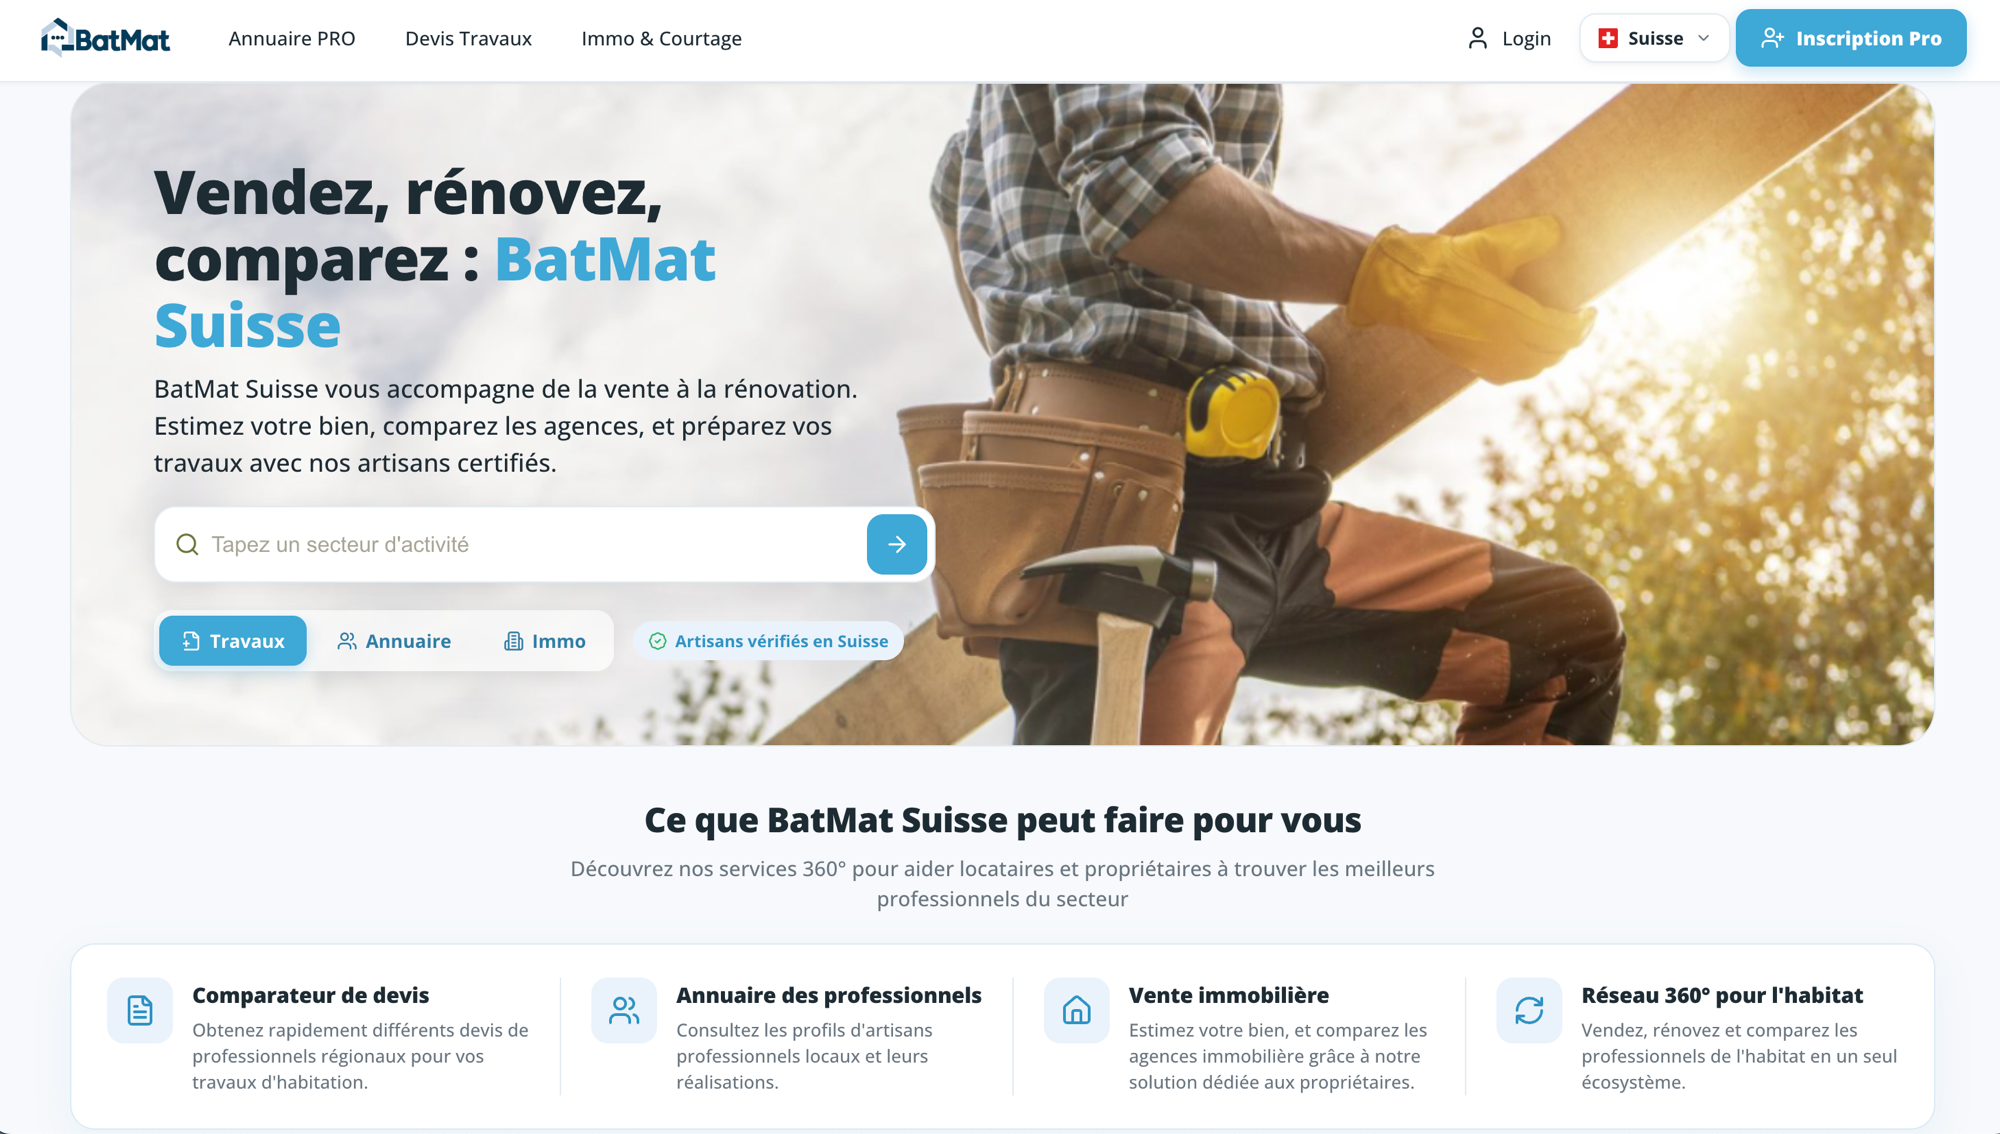 BatMat
Annuaire PRO
Devis Travaux
Immo & Courtage
Login
Suisse
Inscription Pro
Vendez, rénovez,
comparez : BatMat
Suisse
BatMat Suisse vous accompagne de la vente à la rénovation.
Estimez votre bien, comparez les agences, et préparez vos
travaux avec nos artisans certifiés.
Tapez un secteur d'activité
Travaux
Annuaire
Immo
Artisans vérifiés en Suisse
Ce que BatMat Suisse peut faire pour vous
Découvrez nos services 360° pour aider locataires et propriétaires à trouver les meilleurs
professionnels du secteur
Comparateur de devis
Obtenez rapidement différents devis de
professionnels régionaux pour vos
travaux d'habitation.
Annuaire des professionnels
Consultez les profils d'artisans
professionnels locaux et leurs
réalisations.
Vente immobilière
Estimez votre bien, et comparez les
agences immobilière grâce à notre
solution dédiée aux propriétaires.
Réseau 360° pour l'habitat
Vendez, rénovez et comparez les
professionnels de l'habitat en un seul
écosystème.